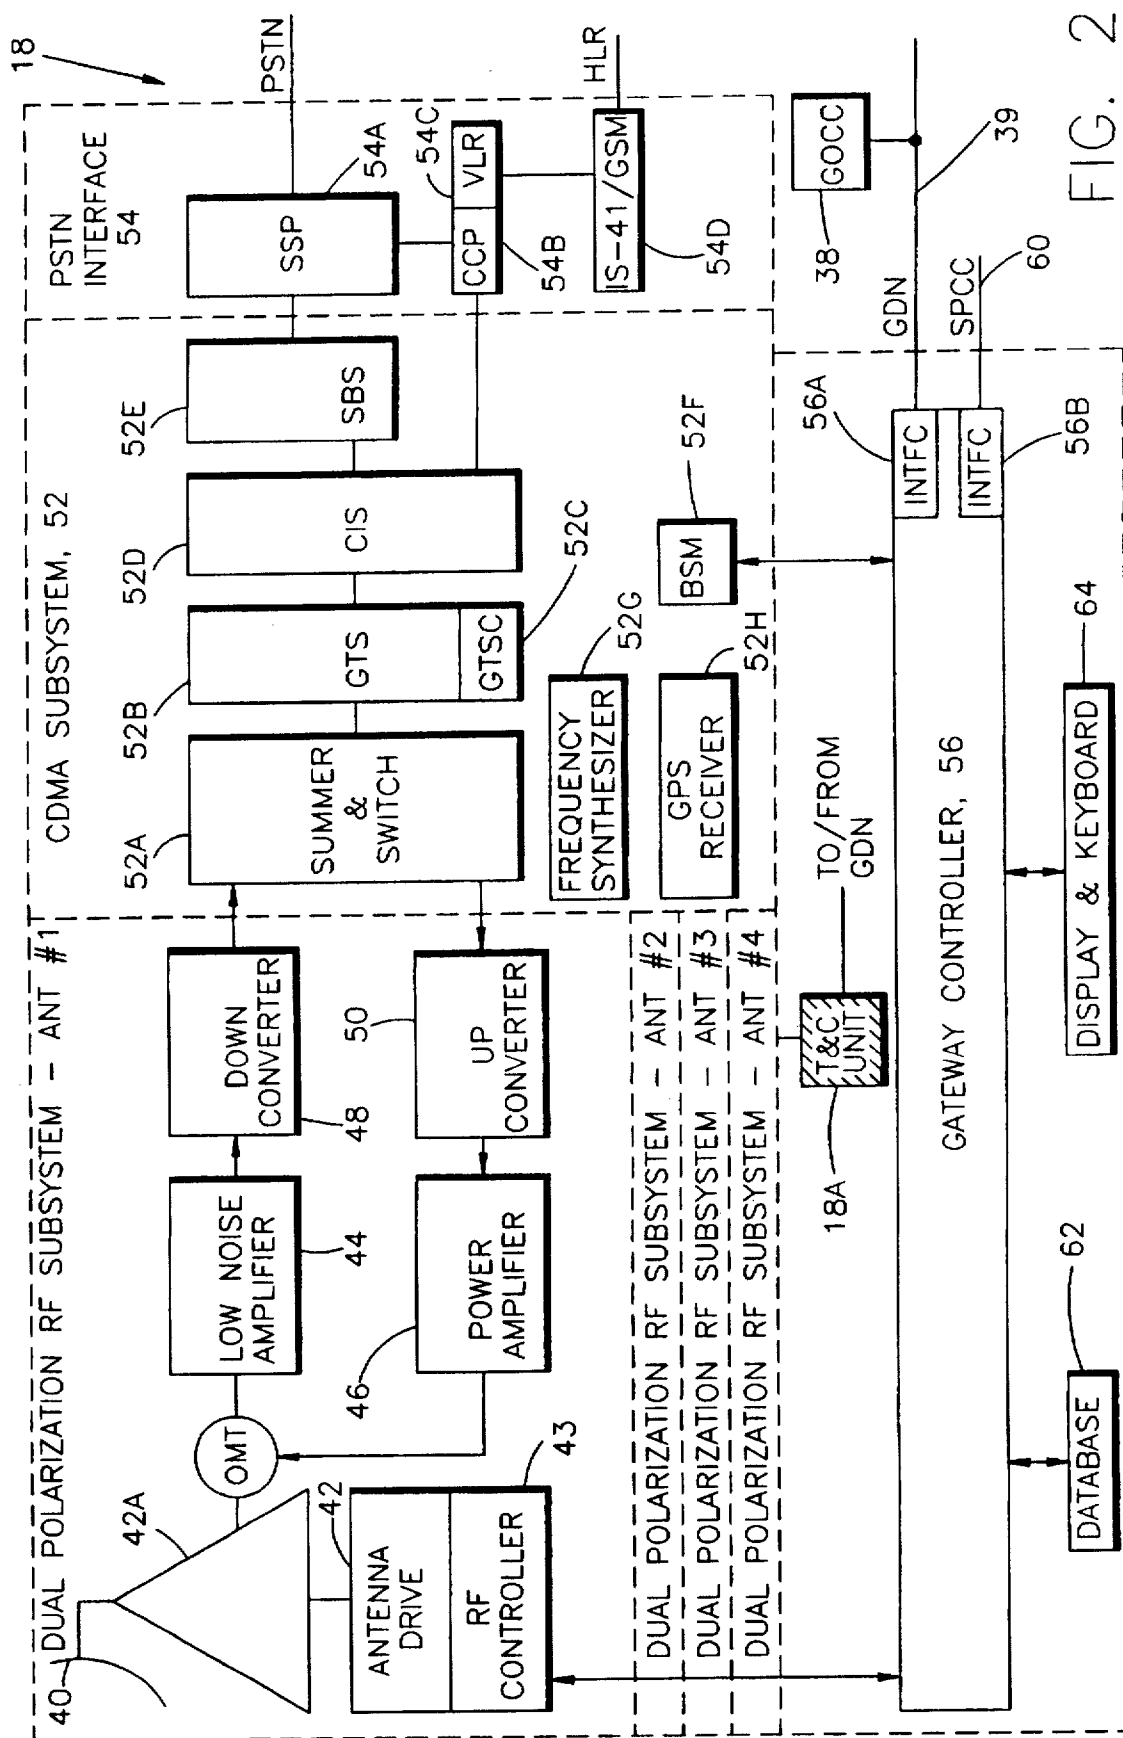 18
DUAL POLARIZATION RF SUBSYSTEM - ANT #1
40
42A
OMT
LOW NOISE
AMPLIFIER
44
DOWN
CONVERTER
48
ANTENNA
DRIVE
42
RF
CONTROLLER
43
POWER
AMPLIFIER
46
UP
CONVERTER
50
DUAL POLARIZATION RF SUBSYSTEM - ANT #2
DUAL POLARIZATION RF SUBSYSTEM - ANT #3
DUAL POLARIZATION RF SUBSYSTEM - ANT #4
CDMA SUBSYSTEM, 52
52A
SUMMER
&
SWITCH
52B
GTS
GTSC
52C
52D
CIS
52E
SBS
FREQUENCY
SYNTHESIZER
52G
GPS
RECEIVER
52H
BSM
52F
PSTN
INTERFACE
54
SSP
54A
PSTN
CCP
VLR
54C
54B
IS-41/GSM
54D
HLR
T&C
UNIT
18A
TO/FROM
GDN
GATEWAY CONTROLLER, 56
INTFC
56A
INTFC
56B
GDN
SPCC
60
GOCC
38
39
DATABASE
62
DISPLAY & KEYBOARD
64
FIG. 2